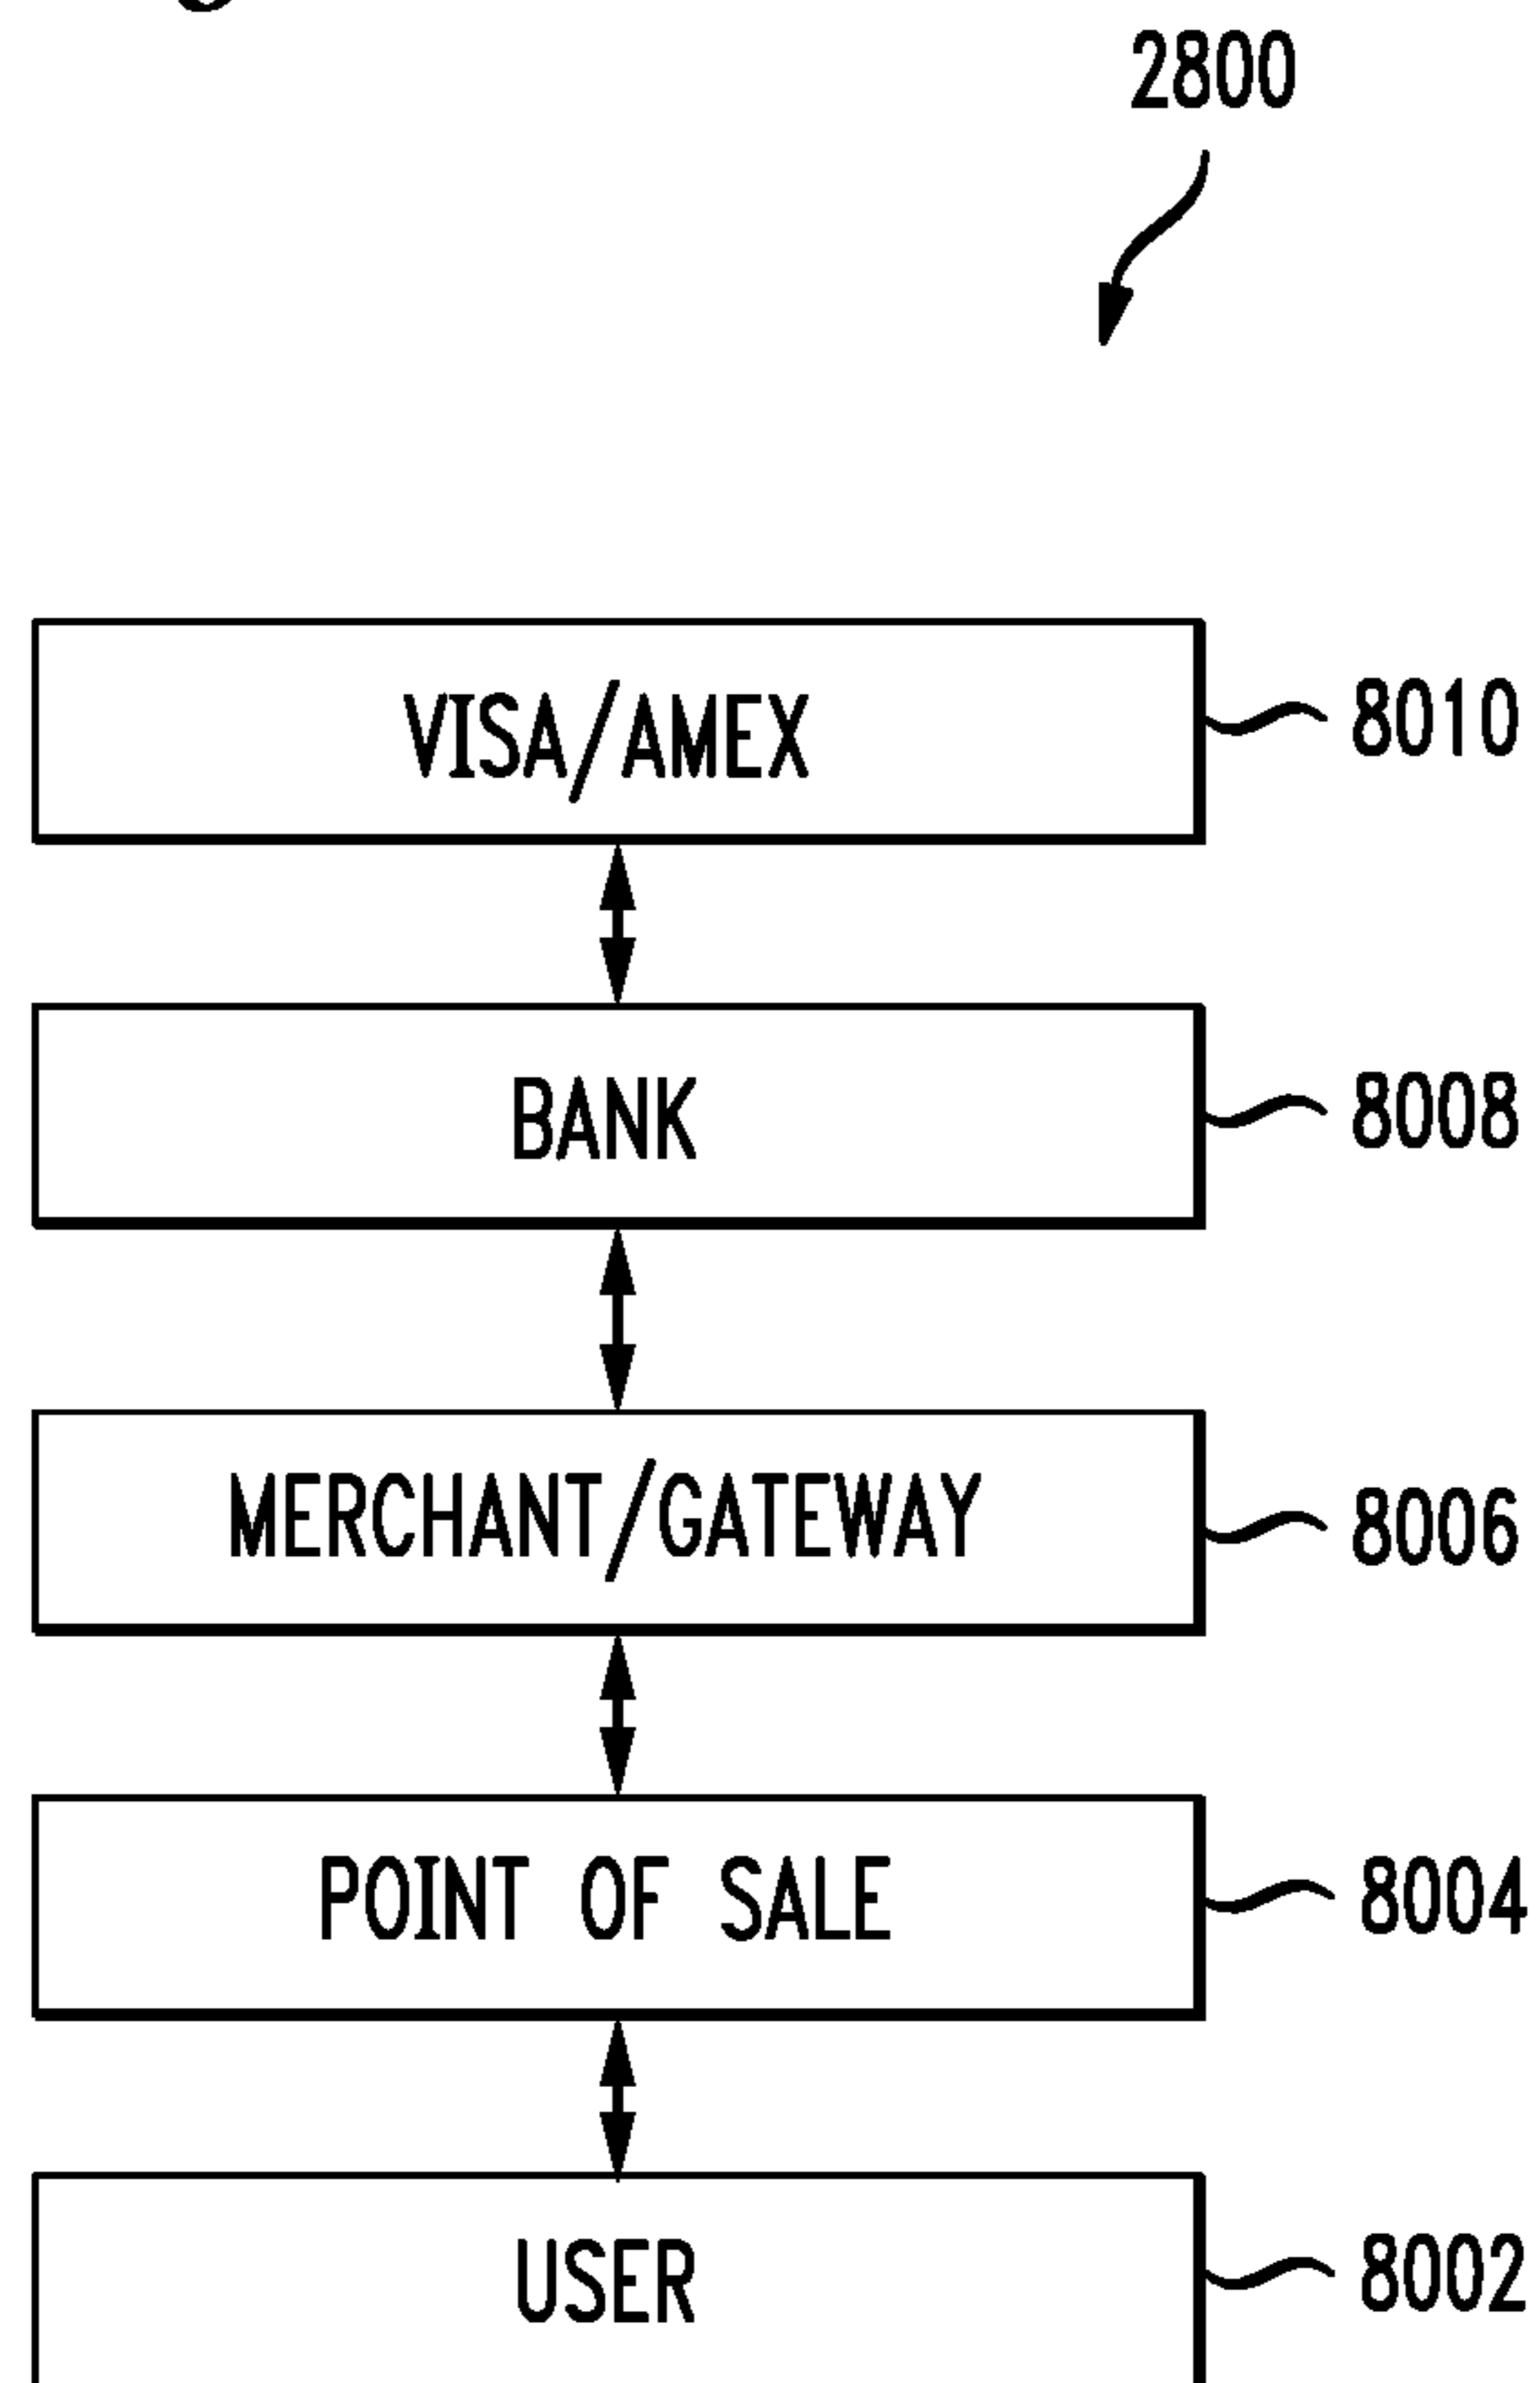 2800
VISA/AMEX
8010
BANK
8008
MERCHANT/GATEWAY
8006
POINT OF SALE
8004
USER
8002